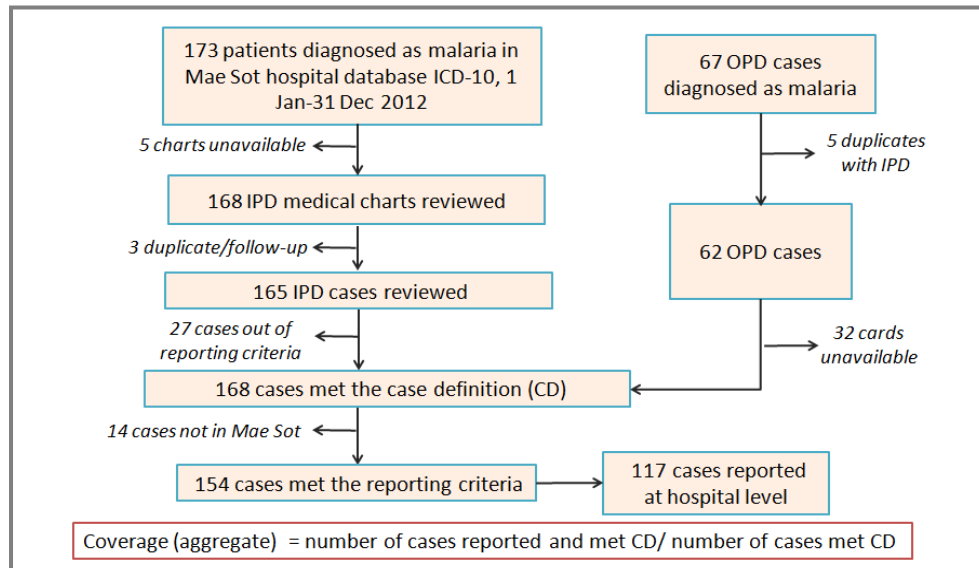 173 patients diagnosed as malaria in
Mae Sot hospital database ICD-10, 1
Jan-31 Dec 2012
67 OPD cases
diagnosed as malaria
5 charts unavailable
5 duplicates
with IPD
168 IPD medical charts reviewed
3 duplicate/follow-up
62 OPD cases
165 IPD cases reviewed
27 cases out of
reporting criteria
32 cards
unavailable
168 cases met the case definition (CD)
14 cases not in Mae Sot
154 cases met the reporting criteria
117 cases reported
at hospital level
Coverage (aggregate) = number of cases reported and met CD/ number of cases met CD